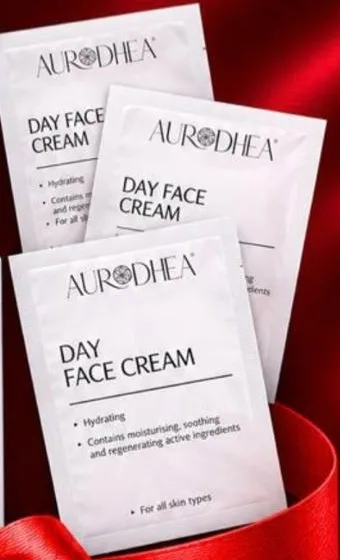 AURODHEA®
DAY FACE
CREAM
• Hydrating
• Contains
• For all
AURODHEA®
DAY FACE
CREAM
AURODHEA®
DAY
FACE CREAM
• Hydrating
• Contains moisturising, soothing
and regenerating active ingredients
• For all skin types